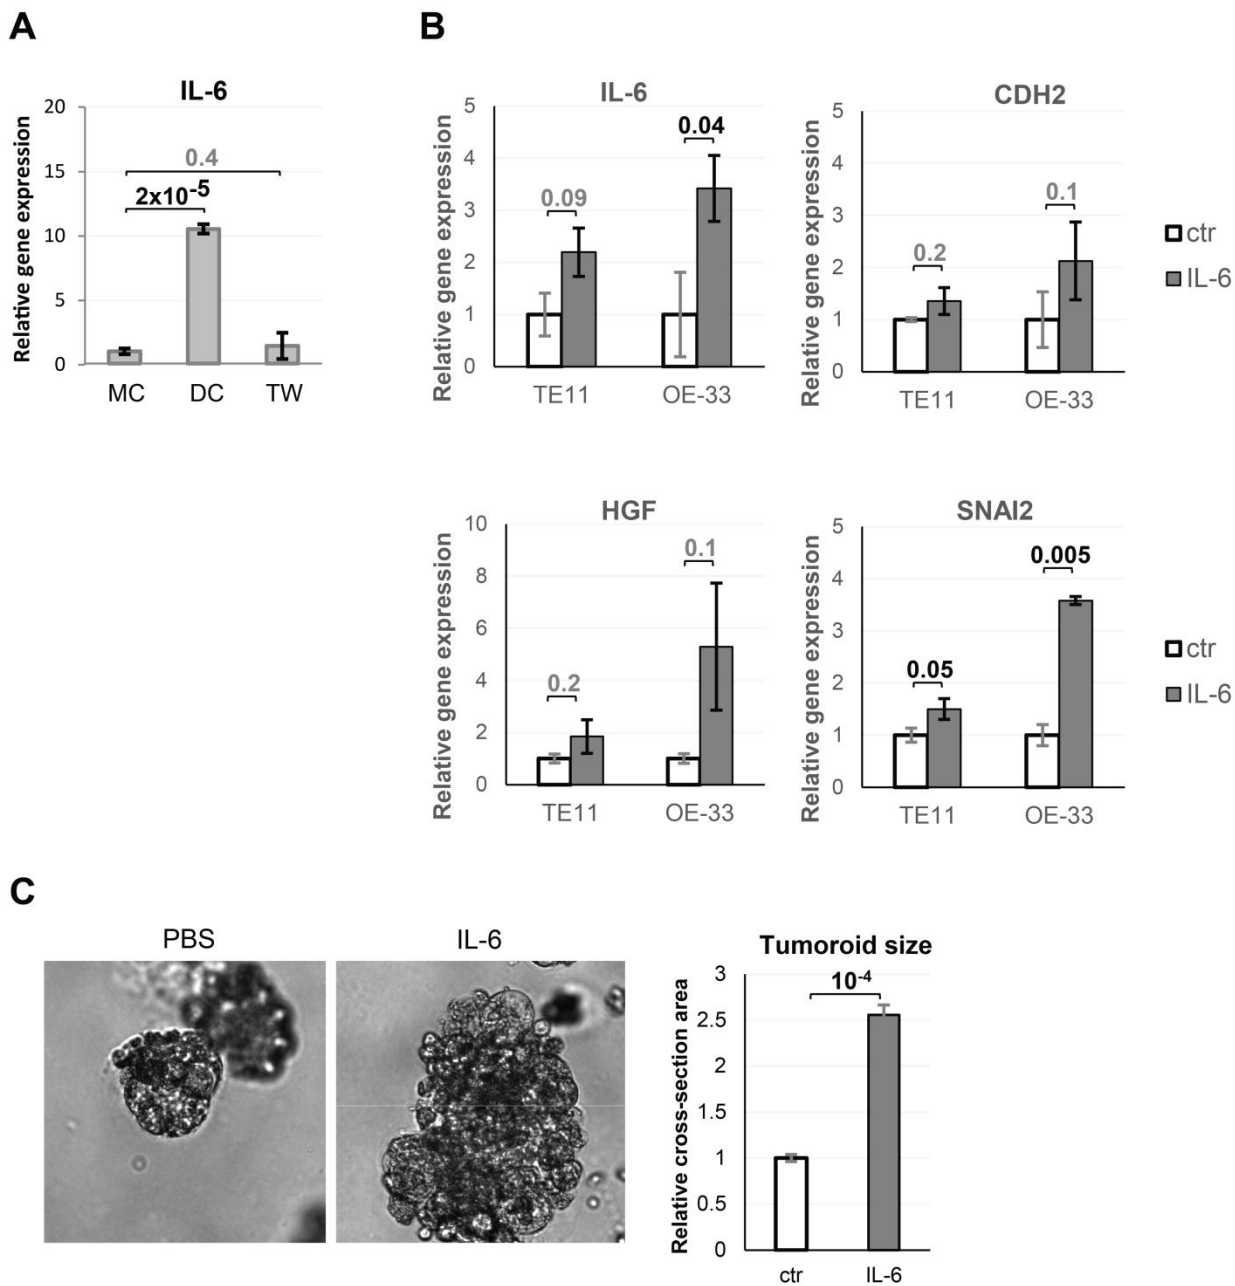 A
IL-6
Relative gene expression
20
15
10
5
0
0.4
2x10-5
MC DC TW
B
IL-6
Relative gene expression
5
4
3
2
1
0
0.09
0.04
TE11 OE-33
CDH2
Relative gene expression
5
4
3
2
1
0
0.2
0.1
TE11 OE-33
ctr
IL-6
HGF
Relative gene expression
10
8
6
4
2
0
0.2
0.1
TE11 OE-33
SNAI2
Relative gene expression
5
4
3
2
1
0
0.05
0.005
TE11 OE-33
ctr
IL-6
C
PBS
IL-6
Tumoroid size
Relative cross-section area
3
2.5
2
1.5
1
0.5
0
10-4
ctr IL-6